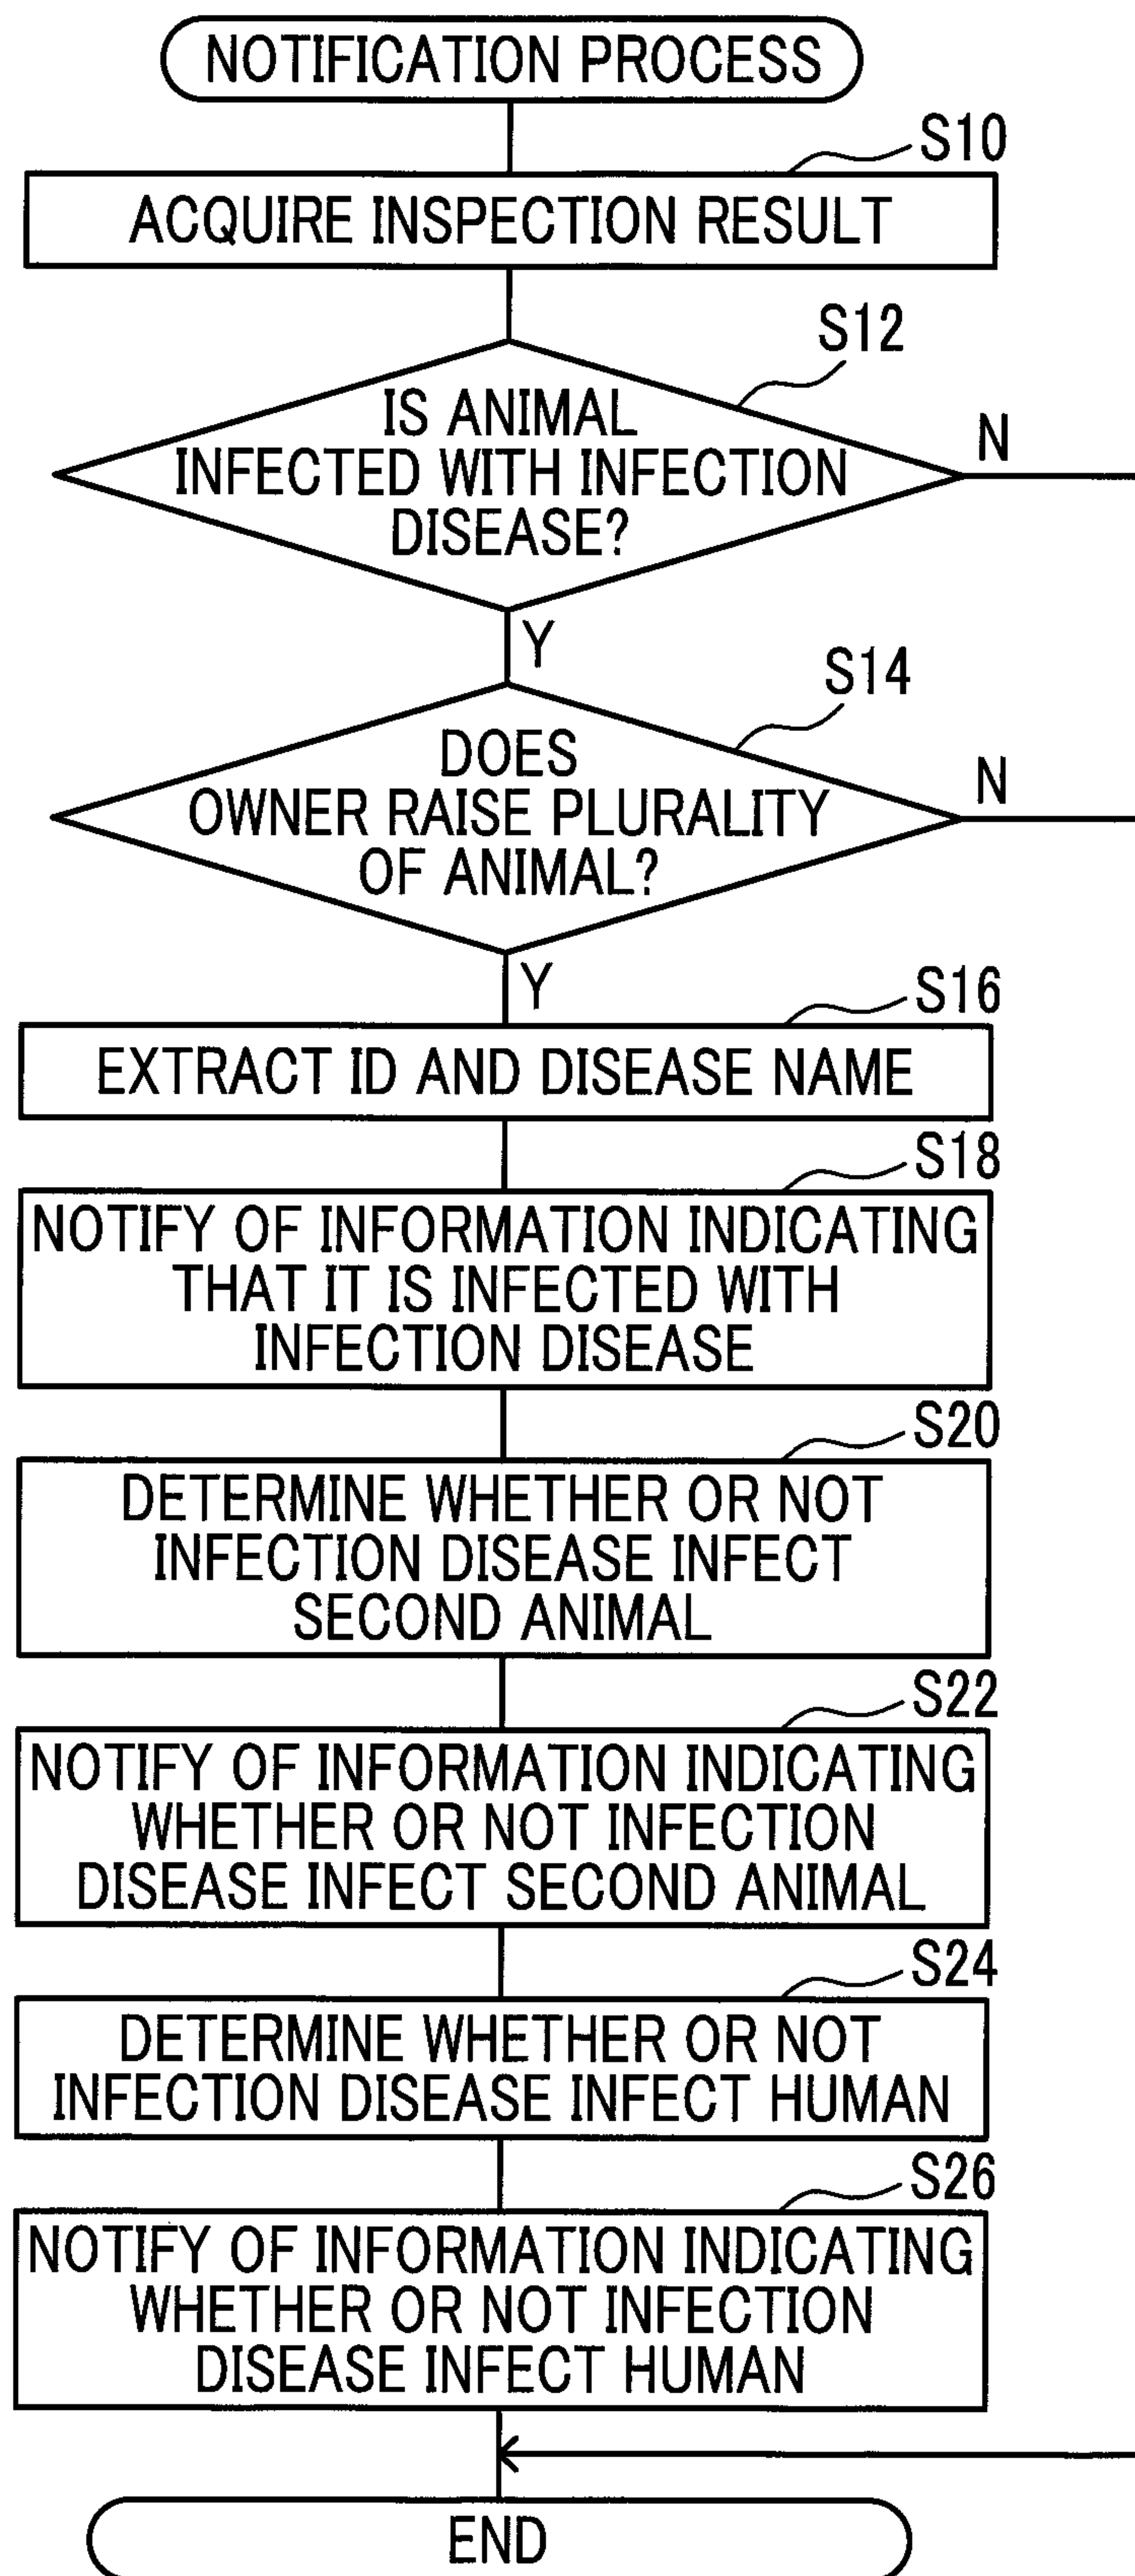 NOTIFICATION PROCESS
S10
ACQUIRE INSPECTION RESULT
S12
IS ANIMAL
INFECTED WITH INFECTION
DISEASE?
N
Y
S14
DOES
OWNER RAISE PLURALITY
OF ANIMAL?
N
Y
S16
EXTRACT ID AND DISEASE NAME
S18
NOTIFY OF INFORMATION INDICATING
THAT IT IS INFECTED WITH
INFECTION DISEASE
S20
DETERMINE WHETHER OR NOT
INFECTION DISEASE INFECT
SECOND ANIMAL
S22
NOTIFY OF INFORMATION INDICATING
WHETHER OR NOT INFECTION
DISEASE INFECT SECOND ANIMAL
S24
DETERMINE WHETHER OR NOT
INFECTION DISEASE INFECT HUMAN
S26
NOTIFY OF INFORMATION INDICATING
WHETHER OR NOT INFECTION
DISEASE INFECT HUMAN
END